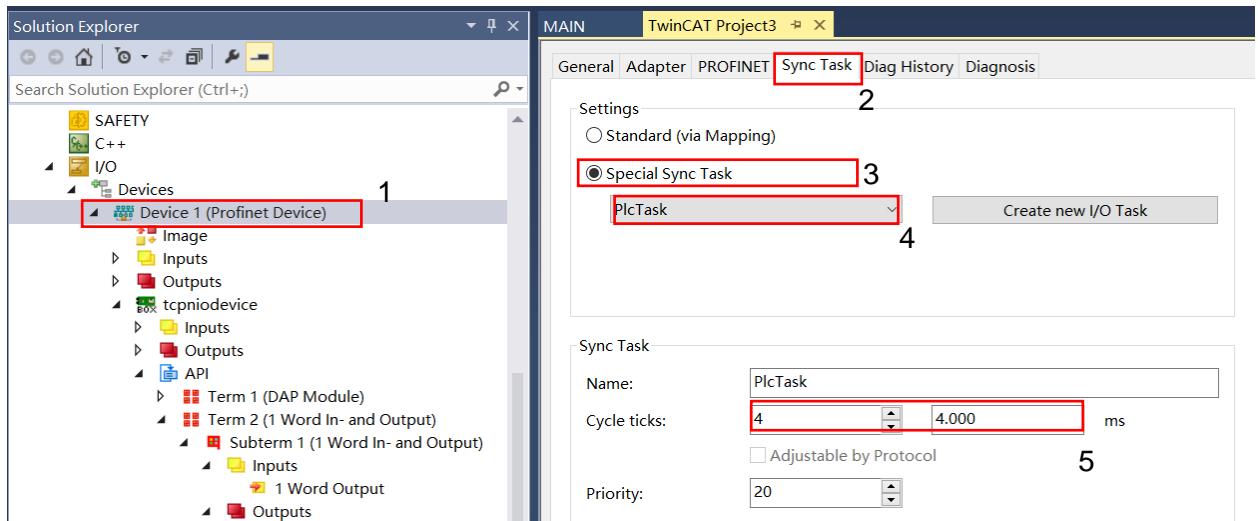 Solution Explorer
Search Solution Explorer (Ctrl+;)
SAFETY
C++
I/O
Devices
1
Device 1 (Profinet Device)
Image
Inputs
Outputs
tcpniodevice
BOX
Inputs
Outputs
API
Term 1 (DAP Module)
Term 2 (1 Word In- and Output)
Subterm 1 (1 Word In- and Output)
Inputs
1 Word Output
Outputs
MAIN TwinCAT Project3
General Adapter PROFINET Sync Task Diag History Diagnosis
2
Settings
Standard (via Mapping)
Special Sync Task 3
PlcTask Create new I/O Task
4
Sync Task
Name: PlcTask
Cycle ticks: 4 4.000 ms
Adjustable by Protocol 5
Priority: 20